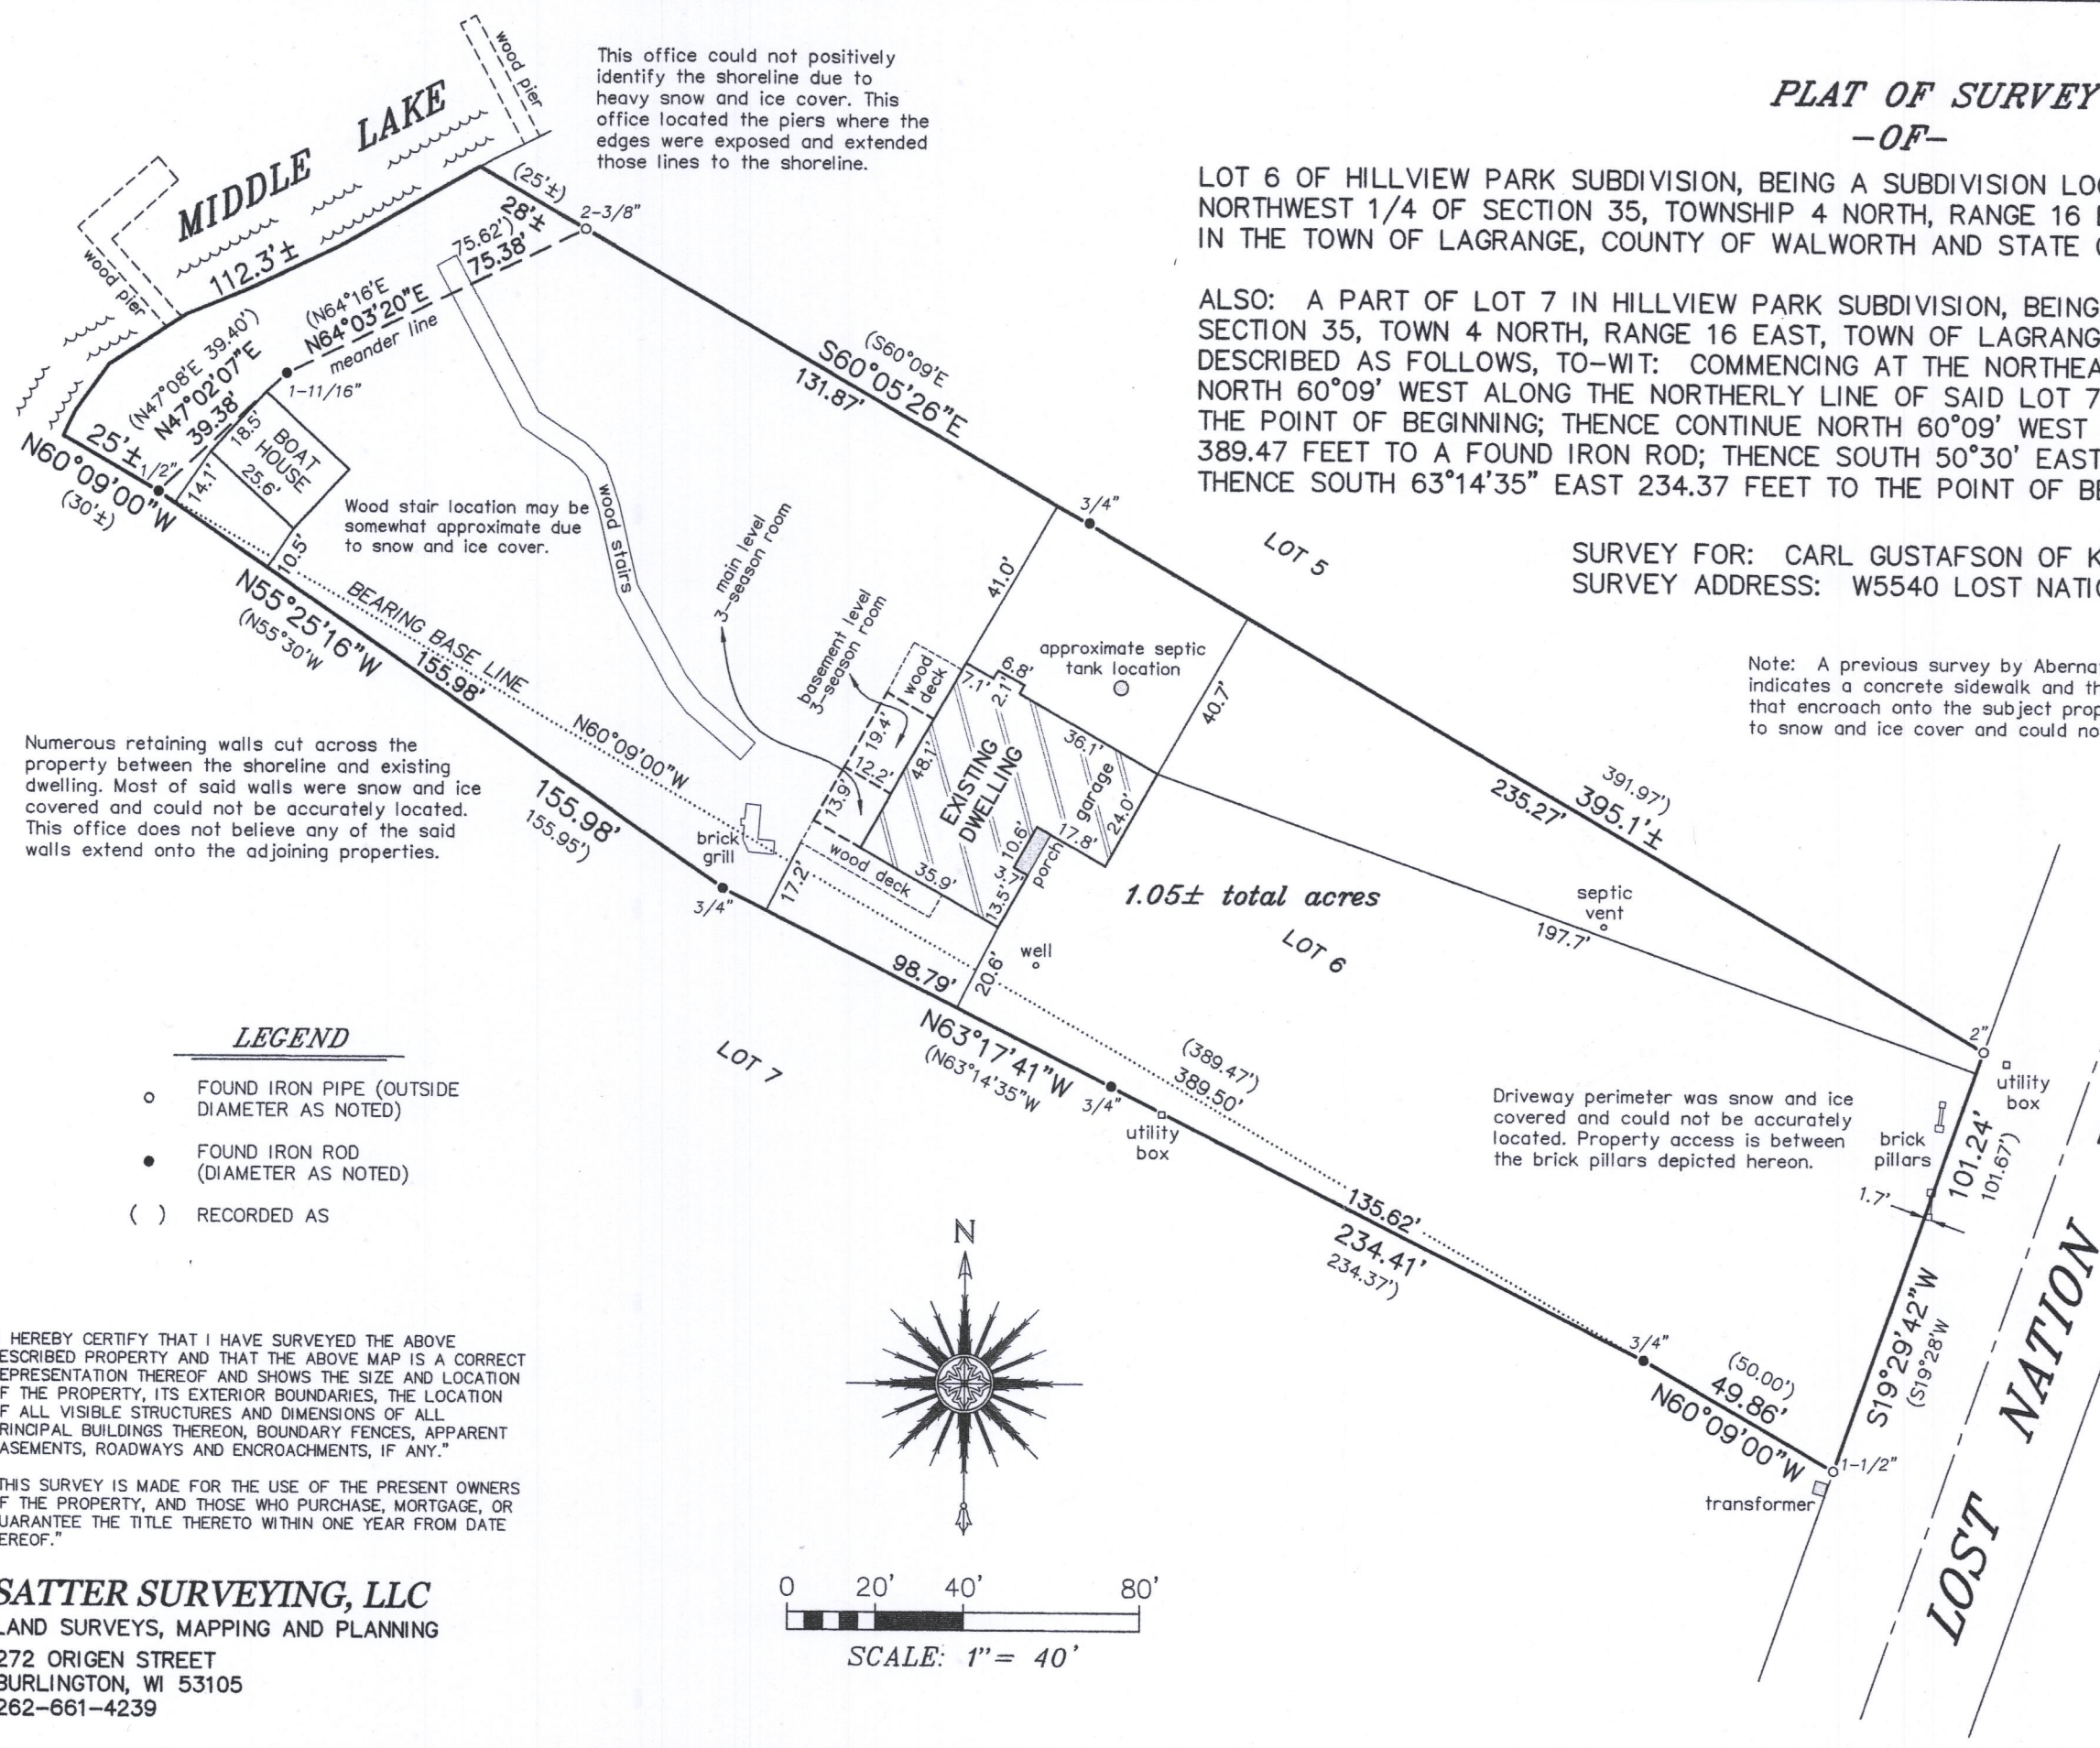 PLAT OF SURVEY
-OF-
LOT 6 OF HILLVIEW PARK SUBDIVISION, BEING A SUBDIVISION
NORTHWEST 1/4 OF SECTION 35, TOWNSHIP 4 NORTH, RANGE 16
IN THE TOWN OF LAGRANGE, COUNTY OF WALWORTH AND STATE
ALSO: A PART OF LOT 7 IN HILLVIEW PARK SUBDIVISION, BEING
SECTION 35, TOWN 4 NORTH, RANGE 16 EAST, TOWN OF
DESCRIBED AS FOLLOWS, TO-WIT: COMMENCING AT THE
NORTH 60°09' WEST ALONG THE NORTHERLY LINE OF SAID LOT 7
THE POINT OF BEGINNING; THENCE CONTINUE NORTH 60°09' WEST
389.47 FEET TO A FOUND IRON ROD; THENCE SOUTH 50°30' EAST
THENCE SOUTH 63°14'35" EAST 234.37 FEET TO THE POINT OF
SURVEY FOR: CARL GUSTAFSON OF K
SURVEY ADDRESS: W5540 LOST
Note: A previous survey by
indicates a concrete sidewalk and
that encroach onto the subject
to snow and ice cover and could
This office could not positively
identify the shoreline due to
heavy snow and ice cover. This
office located the piers where the
edges were exposed and extended
those lines to the shoreline.
MIDDLE LAKE
wood pier
wood pier
112.3'±
(25'±)
28'±
2-3/8"
75.62')
75.38'
(N64°16'E
N64°03'20"E
meander line
1-11/16"
(N47°08'E 39.40')
N47°02'07"E
39.38'
25'±
1/2"
N60°09'00"W
(30'±)
18.5'
14.1'
BOAT
HOUSE
25.6'
10.5'
Wood stair location may be
somewhat approximate due
to snow and ice cover.
wood stairs
(S60°09'E
S60°05'26"E
131.87'
3/4"
LOT 5
N55°25'16"W
(N55°30'W
BEARING BASE LINE
155.98'
N60°09'00"W
155.98'
155.95')
main level
3-season room
basement level
3-season room
41.0'
approximate septic
tank location
40.7'
wood
deck
7.1'
6.8'
2.1'
19.4'
12.2'
13.9'
48.1'
EXISTING
DWELLING
36.1'
garage
24.0'
17.8'
10.6'
3.7'
porch
13.5'
35.9'
wood deck
brick
grill
17.2'
3/4"
98.79'
20.6'
well
1.05± total acres
LOT 6
391.97')
395.1'±
235.27'
septic
vent
197.7'
Numerous retaining walls cut across the
property between the shoreline and existing
dwelling. Most of said walls were snow and ice
covered and could not be accurately located.
This office does not believe any of the said
walls extend onto the adjoining properties.
LOT 7
N63°17'41"W
(N63°14'35"W
3/4"
utility
box
(389.47')
389.50'
135.62'
234.41'
234.37')
Driveway perimeter was snow and ice
covered and could not be accurately
located. Property access is between
the brick pillars depicted hereon.
brick
pillars
1.7'
2"
utility
box
101.24'
101.67')
S19°29'42"W
(S19°28'W
3/4"
(50.00')
49.86'
N60°09'00"W
1-1/2"
transformer
LOST NATION
LEGEND
FOUND IRON PIPE (OUTSIDE
DIAMETER AS NOTED)
FOUND IRON ROD
(DIAMETER AS NOTED)
( ) RECORDED AS
N
0 20' 40' 80'
SCALE: 1"= 40'
HEREBY CERTIFY THAT I HAVE SURVEYED THE ABOVE
ESCRIBED PROPERTY AND THAT THE ABOVE MAP IS A CORRECT
EPRESENTATION THEREOF AND SHOWS THE SIZE AND LOCATION
F THE PROPERTY, ITS EXTERIOR BOUNDARIES, THE LOCATION
F ALL VISIBLE STRUCTURES AND DIMENSIONS OF ALL
RINCIPAL BUILDINGS THEREON, BOUNDARY FENCES, APPARENT
ASEMENTS, ROADWAYS AND ENCROACHMENTS, IF ANY."
THIS SURVEY IS MADE FOR THE USE OF THE PRESENT OWNERS
F THE PROPERTY, AND THOSE WHO PURCHASE, MORTGAGE, OR
UARANTEE THE TITLE THERETO WITHIN ONE YEAR FROM DATE
EREOF."
SATTER SURVEYING, LLC
LAND SURVEYS, MAPPING AND PLANNING
272 ORIGEN STREET
BURLINGTON, WI 53105
262-661-4239